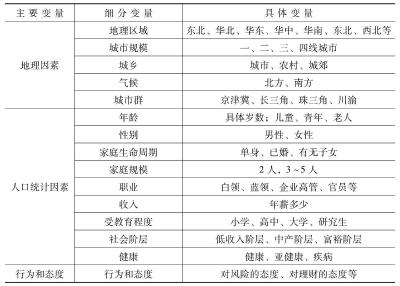 主要变量 细分变量 具体变量
地理因素 地理区域 东北、华北、华东、华中、华南、东北、西北等
城市规模 一、二、三、四线城市
城乡 城市、农村、城郊
气候 北方、南方
城市群 京津冀、长三角、珠三角、川渝
人口统计因素 年龄 具体岁数；儿童、青年、老人
性别 男性、女性
家庭生命周期 单身、已婚、有无子女
家庭规模 2人，3~5人
职业 白领、蓝领、企业高管、官员等
收入 年薪多少
受教育程度 小学、高中、大学、研究生
社会阶层 低收入阶层、中产阶层、富裕阶层
健康 健康、亚健康、疾病
行为和态度 行为和态度 对风险的态度、对理财的态度等